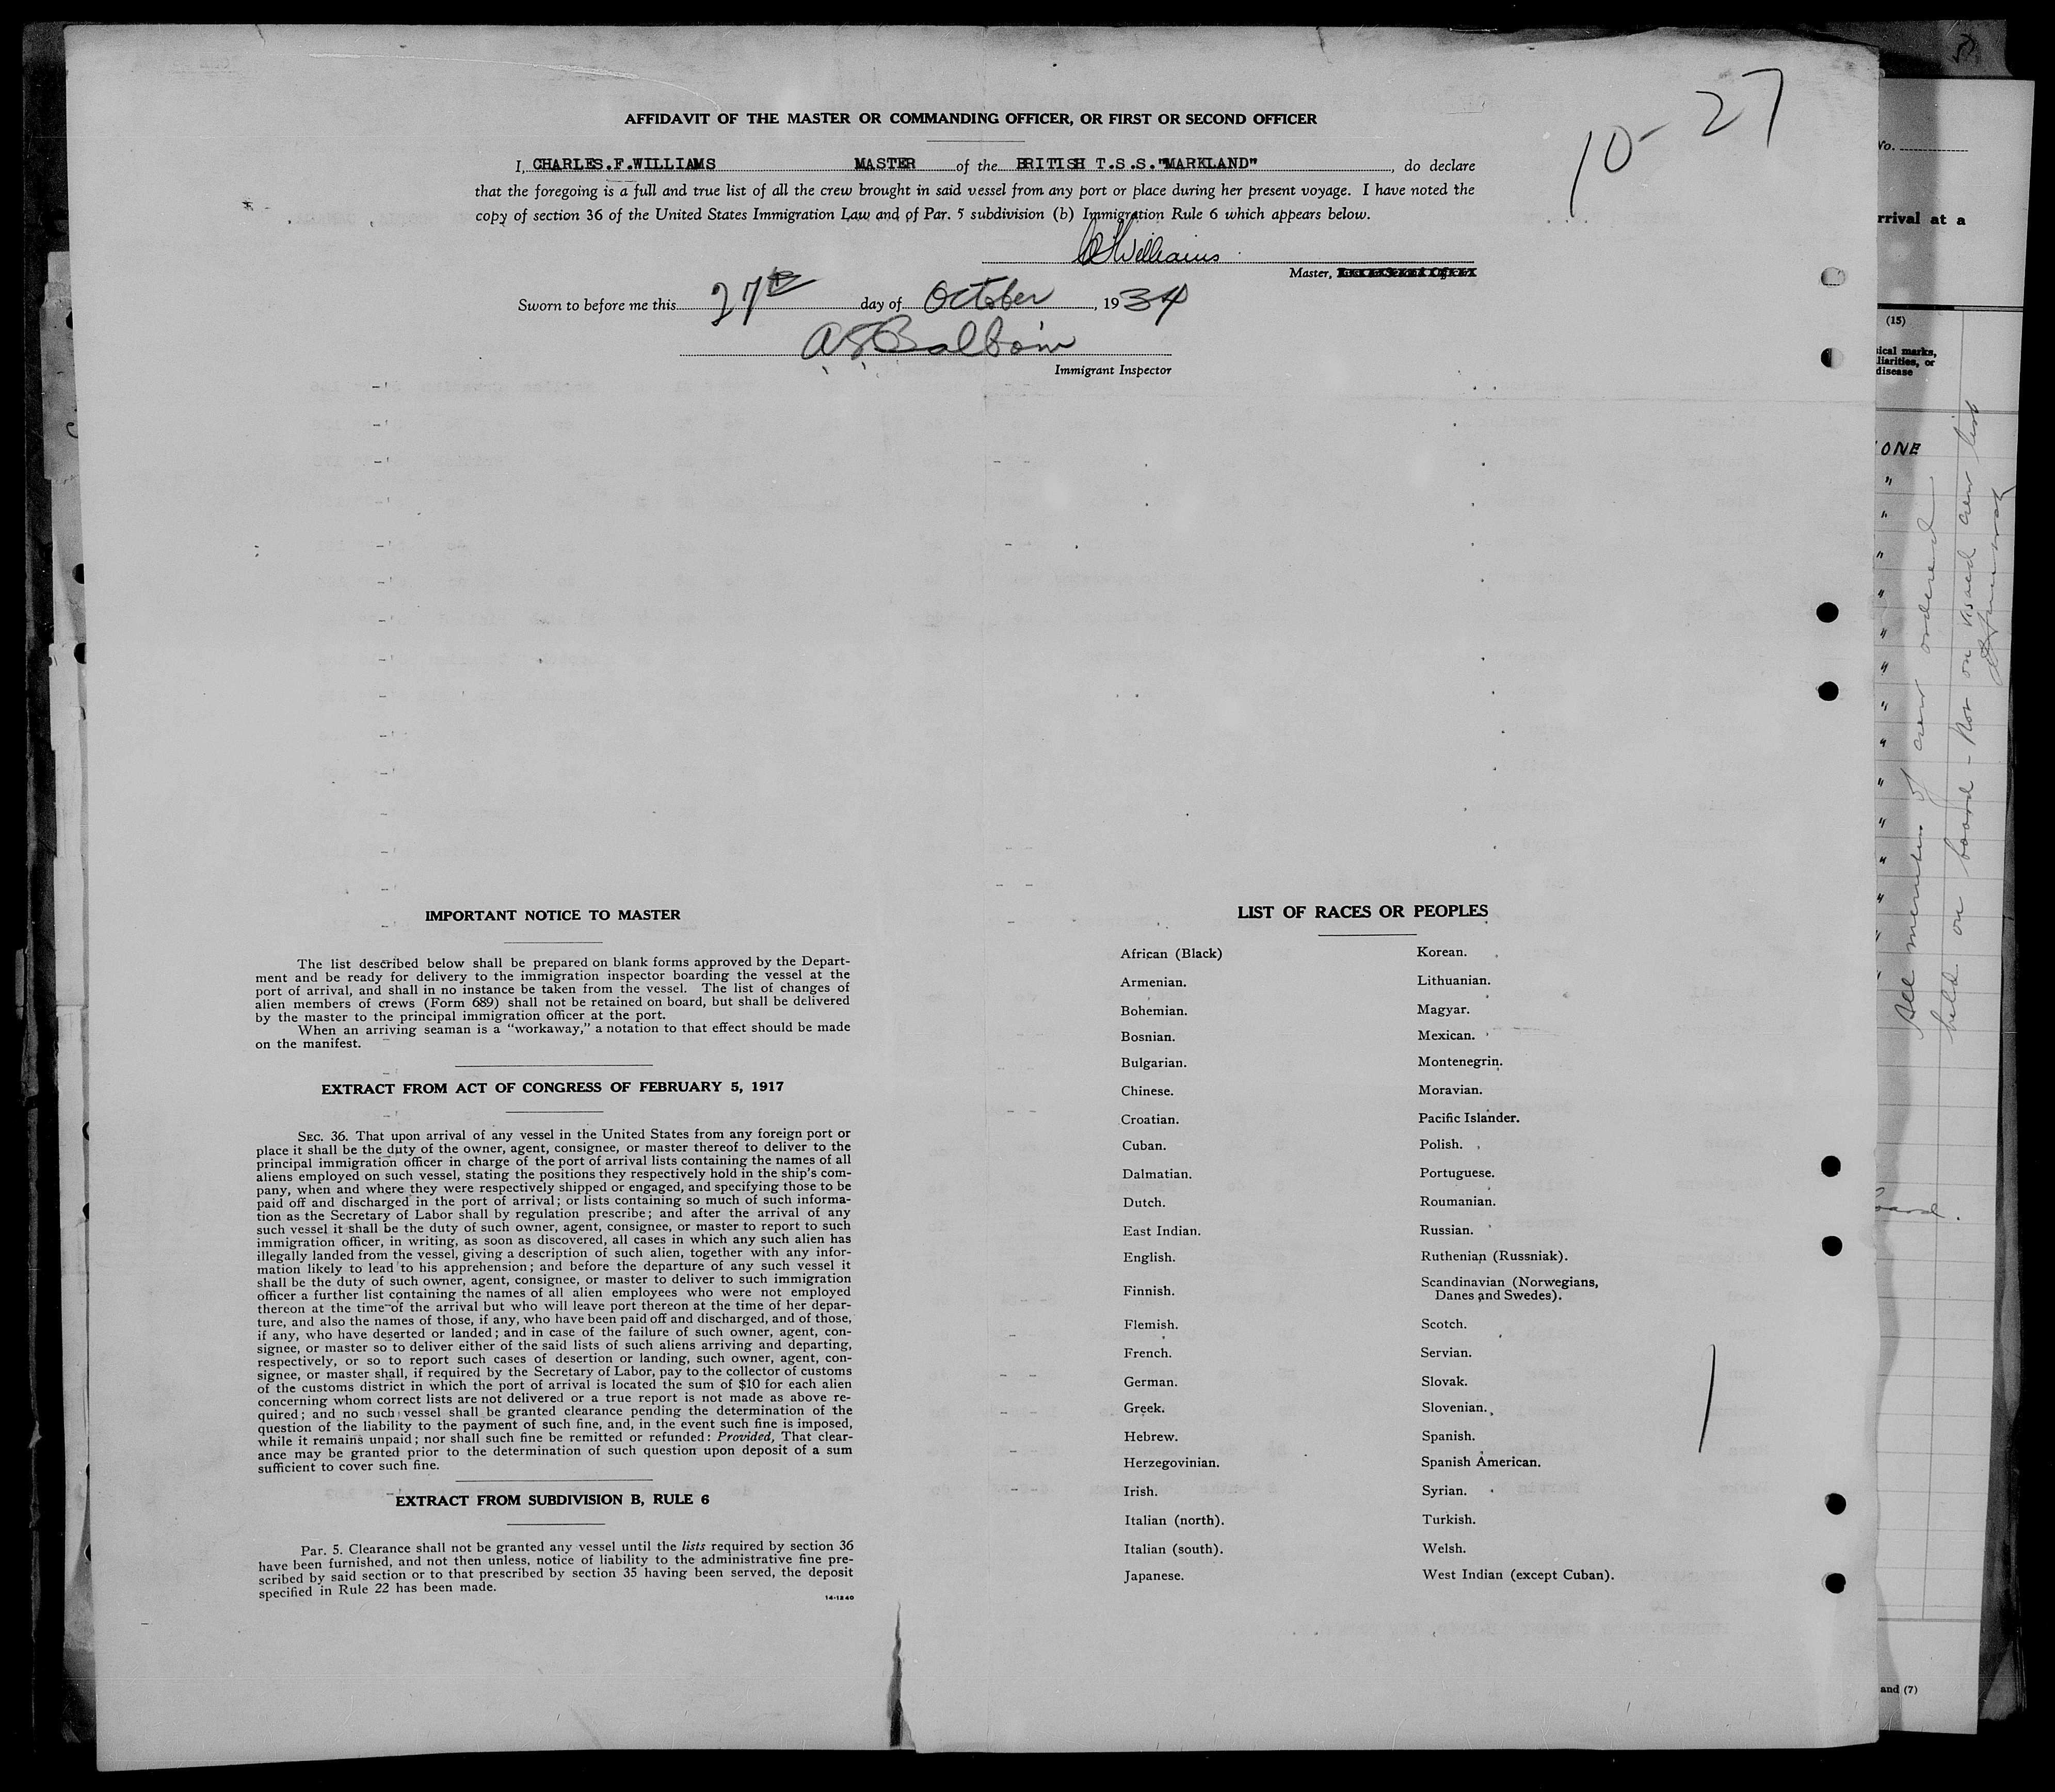 10-27
AFFIDAVIT OF THE MASTER OR COMMANDING OFFICER, OR FIRST OR SECOND OFFICER
I, CHARLES.F.WILLIAMS MASTER of the BRITISH T.S.S."MARKLAND", do declare
that the foregoing is a full and true list of all the crew brought in said vessel from any port or place during her present voyage. I have noted the
copy of section 36 of the United States Immigration Law and of Par. 5 subdivision (b) Immigration Rule 6 which appears below.
Williams
Master,
Sworn to before me this 27th day of October, 1934
Immigrant Inspector
IMPORTANT NOTICE TO MASTER
The list described below shall be prepared on blank forms approved by the Depart-
ment and be ready for delivery to the immigration inspector boarding the vessel at the
port of arrival, and shall in no instance be taken from the vessel. The list of changes of
alien members of crews (Form 689) shall not be retained on board, but shall be delivered
by the master to the principal immigration officer at the port.
When an arriving seaman is a "workaway," a notation to that effect should be made
on the manifest.
EXTRACT FROM ACT OF CONGRESS OF FEBRUARY 5, 1917
SEC. 36. That upon arrival of any vessel in the United States from any foreign port or
place it shall be the duty of the owner, agent, consignee, or master thereof to deliver to the
principal immigration officer in charge of the port of arrival lists containing the names of all
aliens employed on such vessel, stating the positions they respectively hold in the ship's com-
pany, when and where they were respectively shipped or engaged, and specifying those to be
paid off and discharged in the port of arrival; or lists containing so much of such informa-
tion as the Secretary of Labor shall by regulation prescribe; and after the arrival of any
such vessel it shall be the duty of such owner, agent, consignee, or master to report to such
immigration officer, in writing, as soon as discovered, all cases in which any such alien has
illegally landed from the vessel, giving a description of such alien, together with any infor-
mation likely to lead to his apprehension; and before the departure of any such vessel it
shall be the duty of such owner, agent, consignee, or master to deliver to such immigration
officer a further list containing the names of all alien employees who were not employed
thereon at the time of the arrival but who will leave port thereon at the time of her depar-
ture, and also the names of those, if any, who have been paid off and discharged, and of those,
if any, who have deserted or landed; and in case of the failure of such owner, agent, con-
signee, or master so to deliver either of the said lists of such aliens arriving and departing,
respectively, or so to report such cases of desertion or landing, such owner, agent, con-
signee, or master shall, if required by the Secretary of Labor, pay to the collector of customs
of the customs district in which the port of arrival is located the sum of $10 for each alien
concerning whom correct lists are not delivered or a true report is not made as above re-
quired; and no such vessel shall be granted clearance pending the determination of the
question of the liability to the payment of such fine, and, in the event such fine is imposed,
while it remains unpaid; nor shall such fine be remitted or refunded: Provided, That clear-
ance may be granted prior to the determination of such question upon deposit of a sum
sufficient to cover such fine.
EXTRACT FROM SUBDIVISION B, RULE 6
Par. 5. Clearance shall not be granted any vessel until the lists required by section 36
have been furnished, and not then unless, notice of liability to the administrative fine pre-
scribed by said section or to that prescribed by section 35 having been served, the deposit
specified in Rule 22 has been made.
14-1240
LIST OF RACES OR PEOPLES
African (Black)
Armenian.
Bohemian.
Bosnian.
Bulgarian.
Chinese.
Croatian.
Cuban.
Dalmatian.
Dutch.
East Indian.
English.
Finnish.
Flemish.
French.
German.
Greek.
Hebrew.
Herzegovinian.
Irish.
Italian (north).
Italian (south).
Japanese.
Korean.
Lithuanian.
Magyar.
Mexican.
Montenegrin.
Moravian.
Pacific Islander.
Polish.
Portuguese.
Roumanian.
Russian.
Ruthenian (Russniak).
Scandinavian (Norwegians,
Danes and Swedes).
Scotch.
Servian.
Slovak.
Slovenian.
Spanish.
Spanish American.
Syrian.
Turkish.
Welsh.
West Indian (except Cuban).
No.
rrival at a
(15)
ical marks,
liarities, or
disease
ONE
All members of crew ordered
held on board - Not on visaed crew list
and (7)